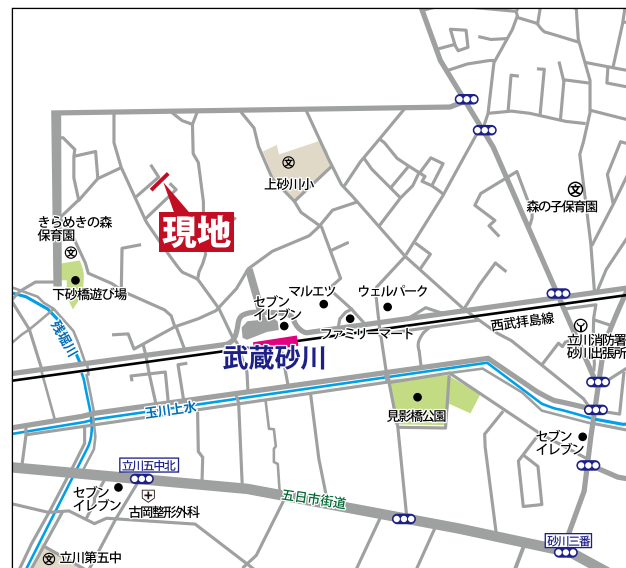 上砂川小
森の子保育園
きらめきの森
保育園
現地
下砂橋遊び場
マルエツ
ウェルパーク
セブン
イレブン
ファミリーマート
西武拝島線
立川消防署
砂川出張所
残堀川
武蔵砂川
玉川上水
見影橋公園
セブン
イレブン
立川五中北
セブン
イレブン
古岡整形外科
五日市街道
砂川三番
立川第五中